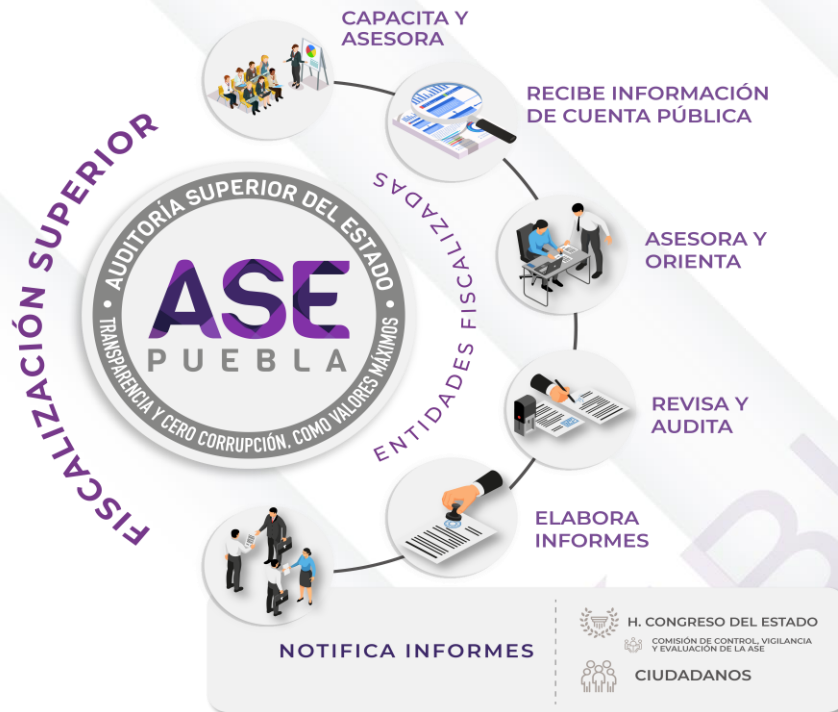 CAPACITA Y
ASESORA
RECIBE INFORMACIÓN
DE CUENTA PÚBLICA
FISCALIZACIÓN SUPERIOR
AUDITORÍA SUPERIOR DEL ESTADO
ASE
PUEBLA
TRANSPARENCIA Y CERO CORRUPCIÓN, COMO VALORES MÁXIMOS
ENTIDADES FISCALIZADAS
ASESORA Y
ORIENTA
REVISA Y
AUDITA
ELABORA
INFORMES
NOTIFICA INFORMES
H. CONGRESO DEL ESTADO
COMISIÓN DE CONTROL, VIGILANCIA
Y EVALUACIÓN DE LA ASE
CIUDADANOS